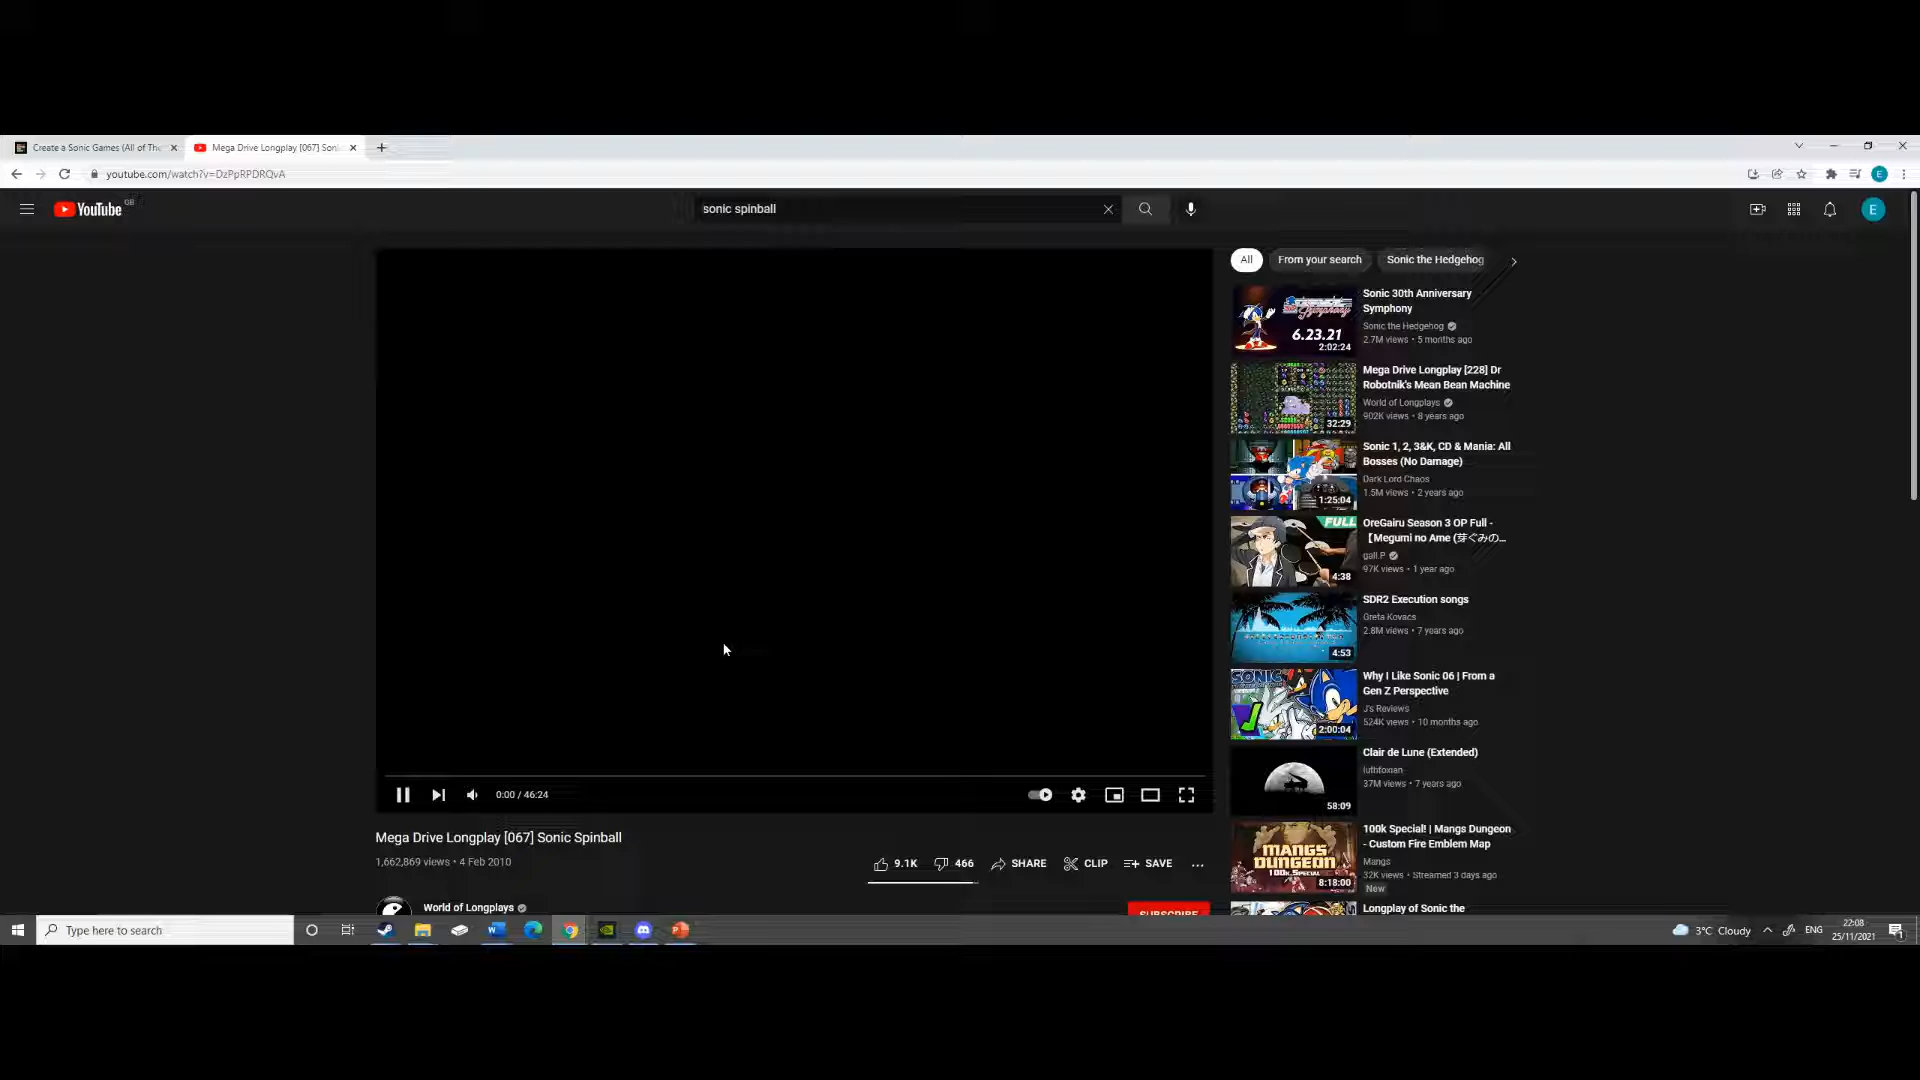 Create a Sonic Games (All of The
Mega Drive Longplay [067] Soni
youtube.com/watch?v=DzPpRPDRQvA
YouTube GB
sonic spinball
E
All
From your search
Sonic the Hedgehog
Symphony
6.23.21
2:02:24
Sonic 30th Anniversary
Symphony
Sonic the Hedgehog
2.7M views • 5 months ago
32:29
Mega Drive Longplay [228] Dr
Robotnik's Mean Bean Machine
World of Longplays
902K views • 8 years ago
1:25:04
Sonic 1, 2, 3&K, CD & Mania: All
Bosses (No Damage)
Dark Lord Chaos
1.5M views • 2 years ago
FULL
4:38
OreGairu Season 3 OP Full -
【Megumi no Ame (芽ぐみの...
gall.P
97K views • 1 year ago
4:53
SDR2 Execution songs
Greta Kovacs
2.8M views • 7 years ago
SONIC
2:00:04
Why I Like Sonic 06 | From a
Gen Z Perspective
J's Reviews
524K views • 10 months ago
58:09
Clair de Lune (Extended)
luthfoxian
37M views • 7 years ago
MANGS
DUNGEON
100K SPECIAL
8:18:00
100k Special! | Mangs Dungeon
- Custom Fire Emblem Map
Mangs
32K views • Streamed 3 days ago
New
Longplay of Sonic the
0:00 / 46:24
Mega Drive Longplay [067] Sonic Spinball
1,662,869 views • 4 Feb 2010
9.1K
466
SHARE
CLIP
SAVE
World of Longplays
SUBSCRIBE
Type here to search
3°C Cloudy
ENG
22:08
25/11/2021
1